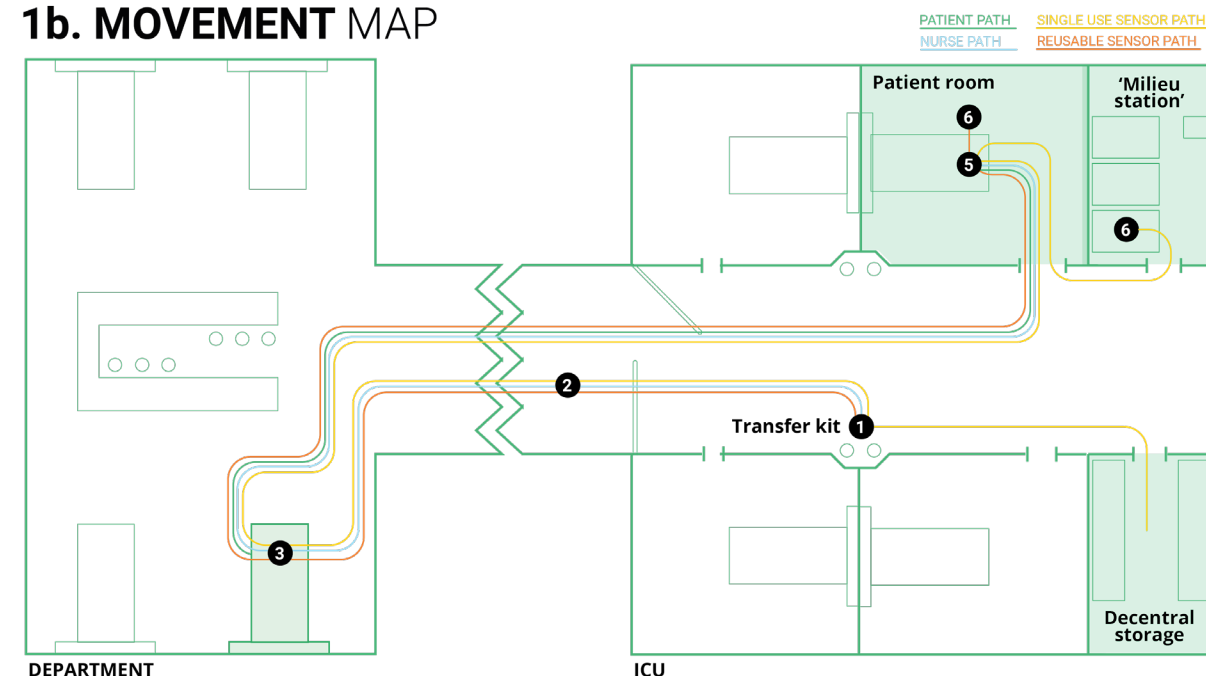 1b. MOVEMENT MAP
PATIENT PATH
SINGLE USE SENSOR PATH
NURSE PATH
REUSABLE SENSOR PATH
Patient room
'Milieu
station'
6
5
6
2
Transfer kit 1
3
Decentral
storage
DEPARTMENT
ICU